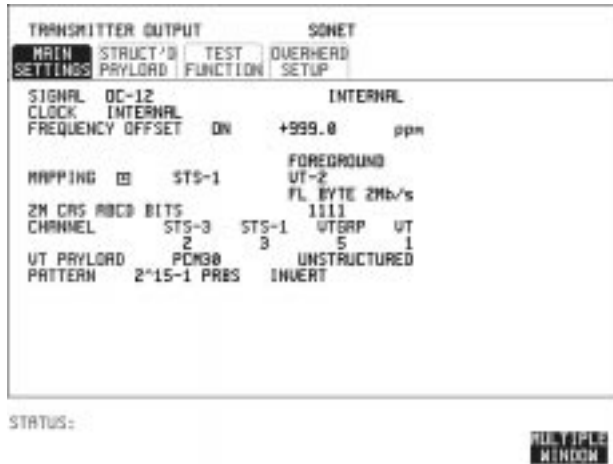 TRANSMITTER OUTPUT SONET
MAIN SETTINGS STRUCT'D PAYLOAD TEST FUNCTION OVERHEAD SETUP
SIGNAL OC-12 INTERNAL
CLOCK INTERNAL
FREQUENCY OFFSET ON +999.0 ppm
FOREGROUND
MAPPING STS-1 VT-2
FL BYTE 2Mb/s
2M CAS ABCD BITS 1111
CHANNEL STS-3 STS-1 VTGRP VT
2 3 5 1
VT PAYLOAD PCM30 UNSTRUCTURED
PATTERN 2^15-1 PRBS INVERT
STATUS:
MULTIPLE
WINDOW